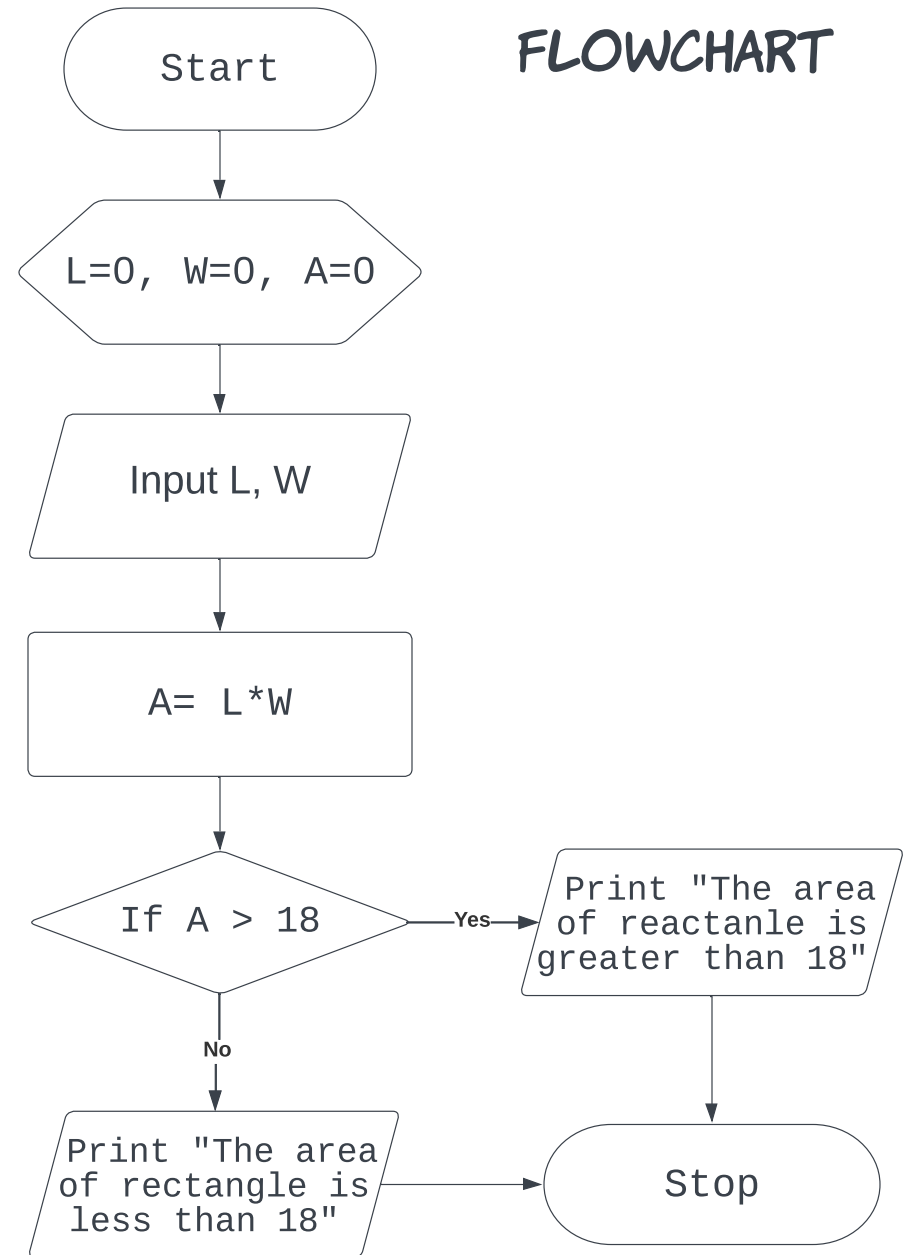 FLOWCHART
Start
L=0, W=0, A=0
Input L, W
A= L*W
If A > 18
Yes
Print "The area
of reactanle is
greater than 18"
No
Print "The area
of rectangle is
less than 18"
Stop